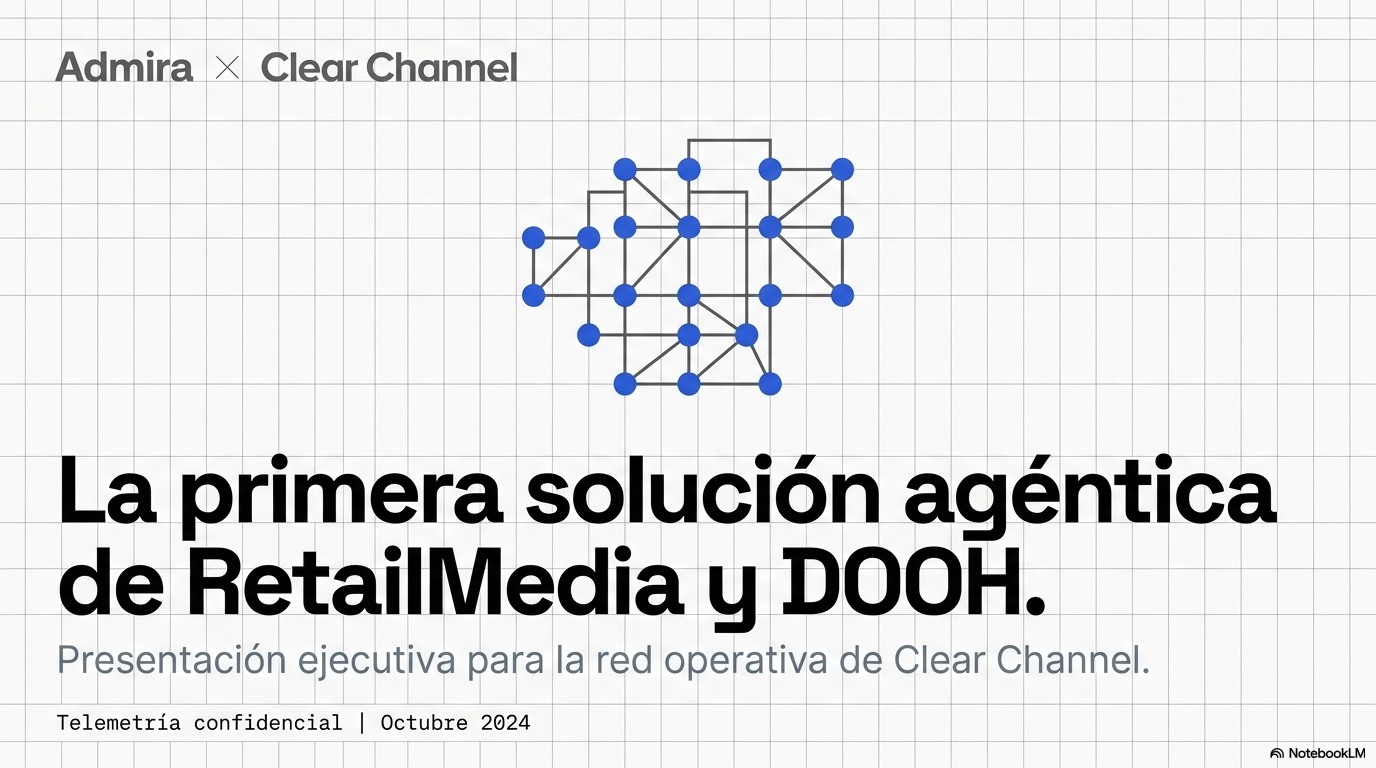 Admira × Clear Channel
La primera solución agéntica
de RetailMedia y DOOH.
Presentación ejecutiva para la red operativa de Clear Channel.
Telemetría confidencial | Octubre 2024
NotebookLM